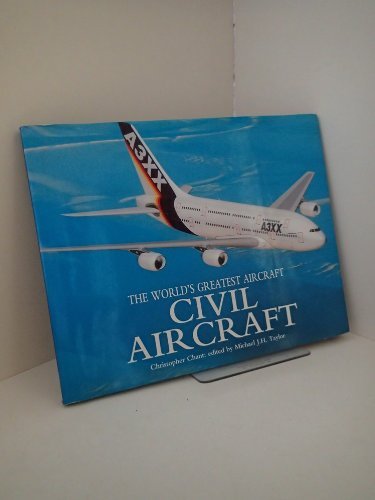 A3XX
A3XX
THE WORLD'S GREATEST AIRCRAFT
CIVIL
AIRCRAFT
Christopher Chant; edited by Michael J.H. Taylor